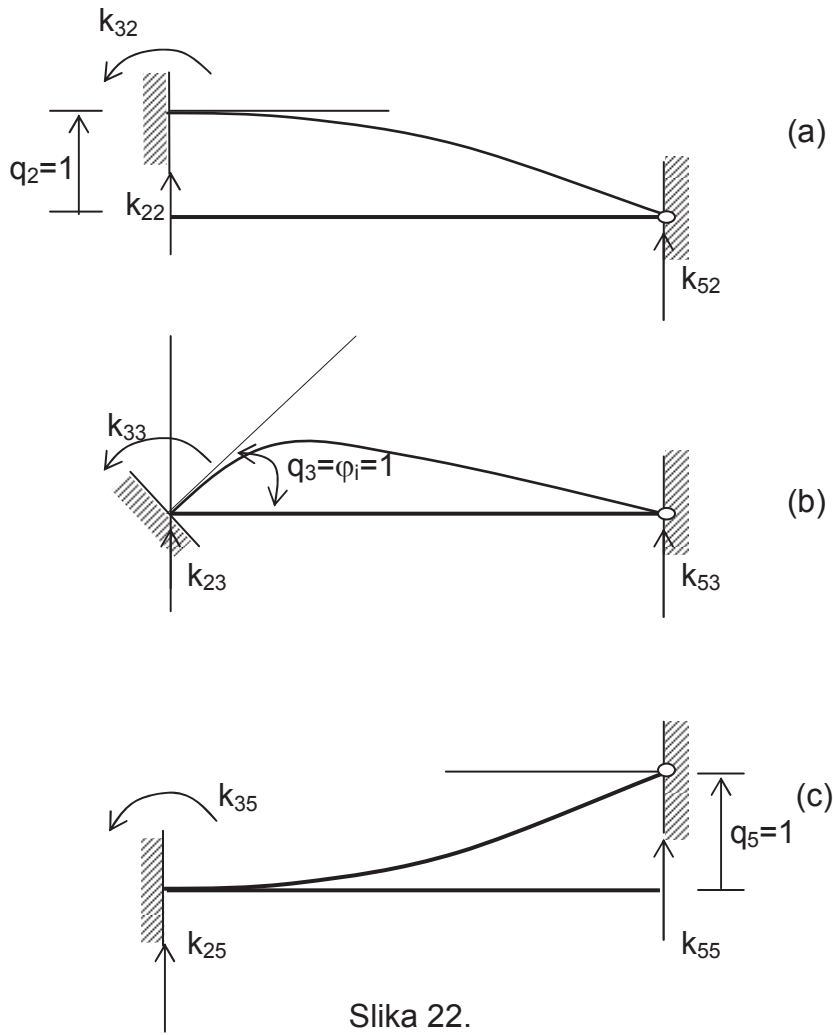 k₃₂
(a)
q₂=1
k₂₂
k₅₂
k₃₃
q₃=φᵢ=1
(b)
k₂₃
k₅₃
k₃₅
(c)
q₅=1
k₂₅
k₅₅
Slika 22.